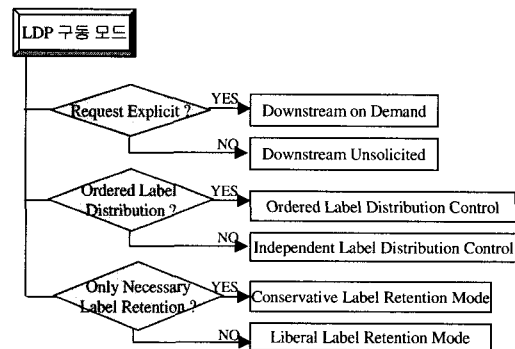 LDP 구동 모드
Request Explicit ?
YES
Downstream on Demand
NO
Downstream Unsolicited
Ordered Label
Distribution ?
YES
Ordered Label Distribution Control
NO
Independent Label Distribution Control
Only Necessary
Label Retention ?
YES
Conservative Label Retention Mode
NO
Liberal Label Retention Mode